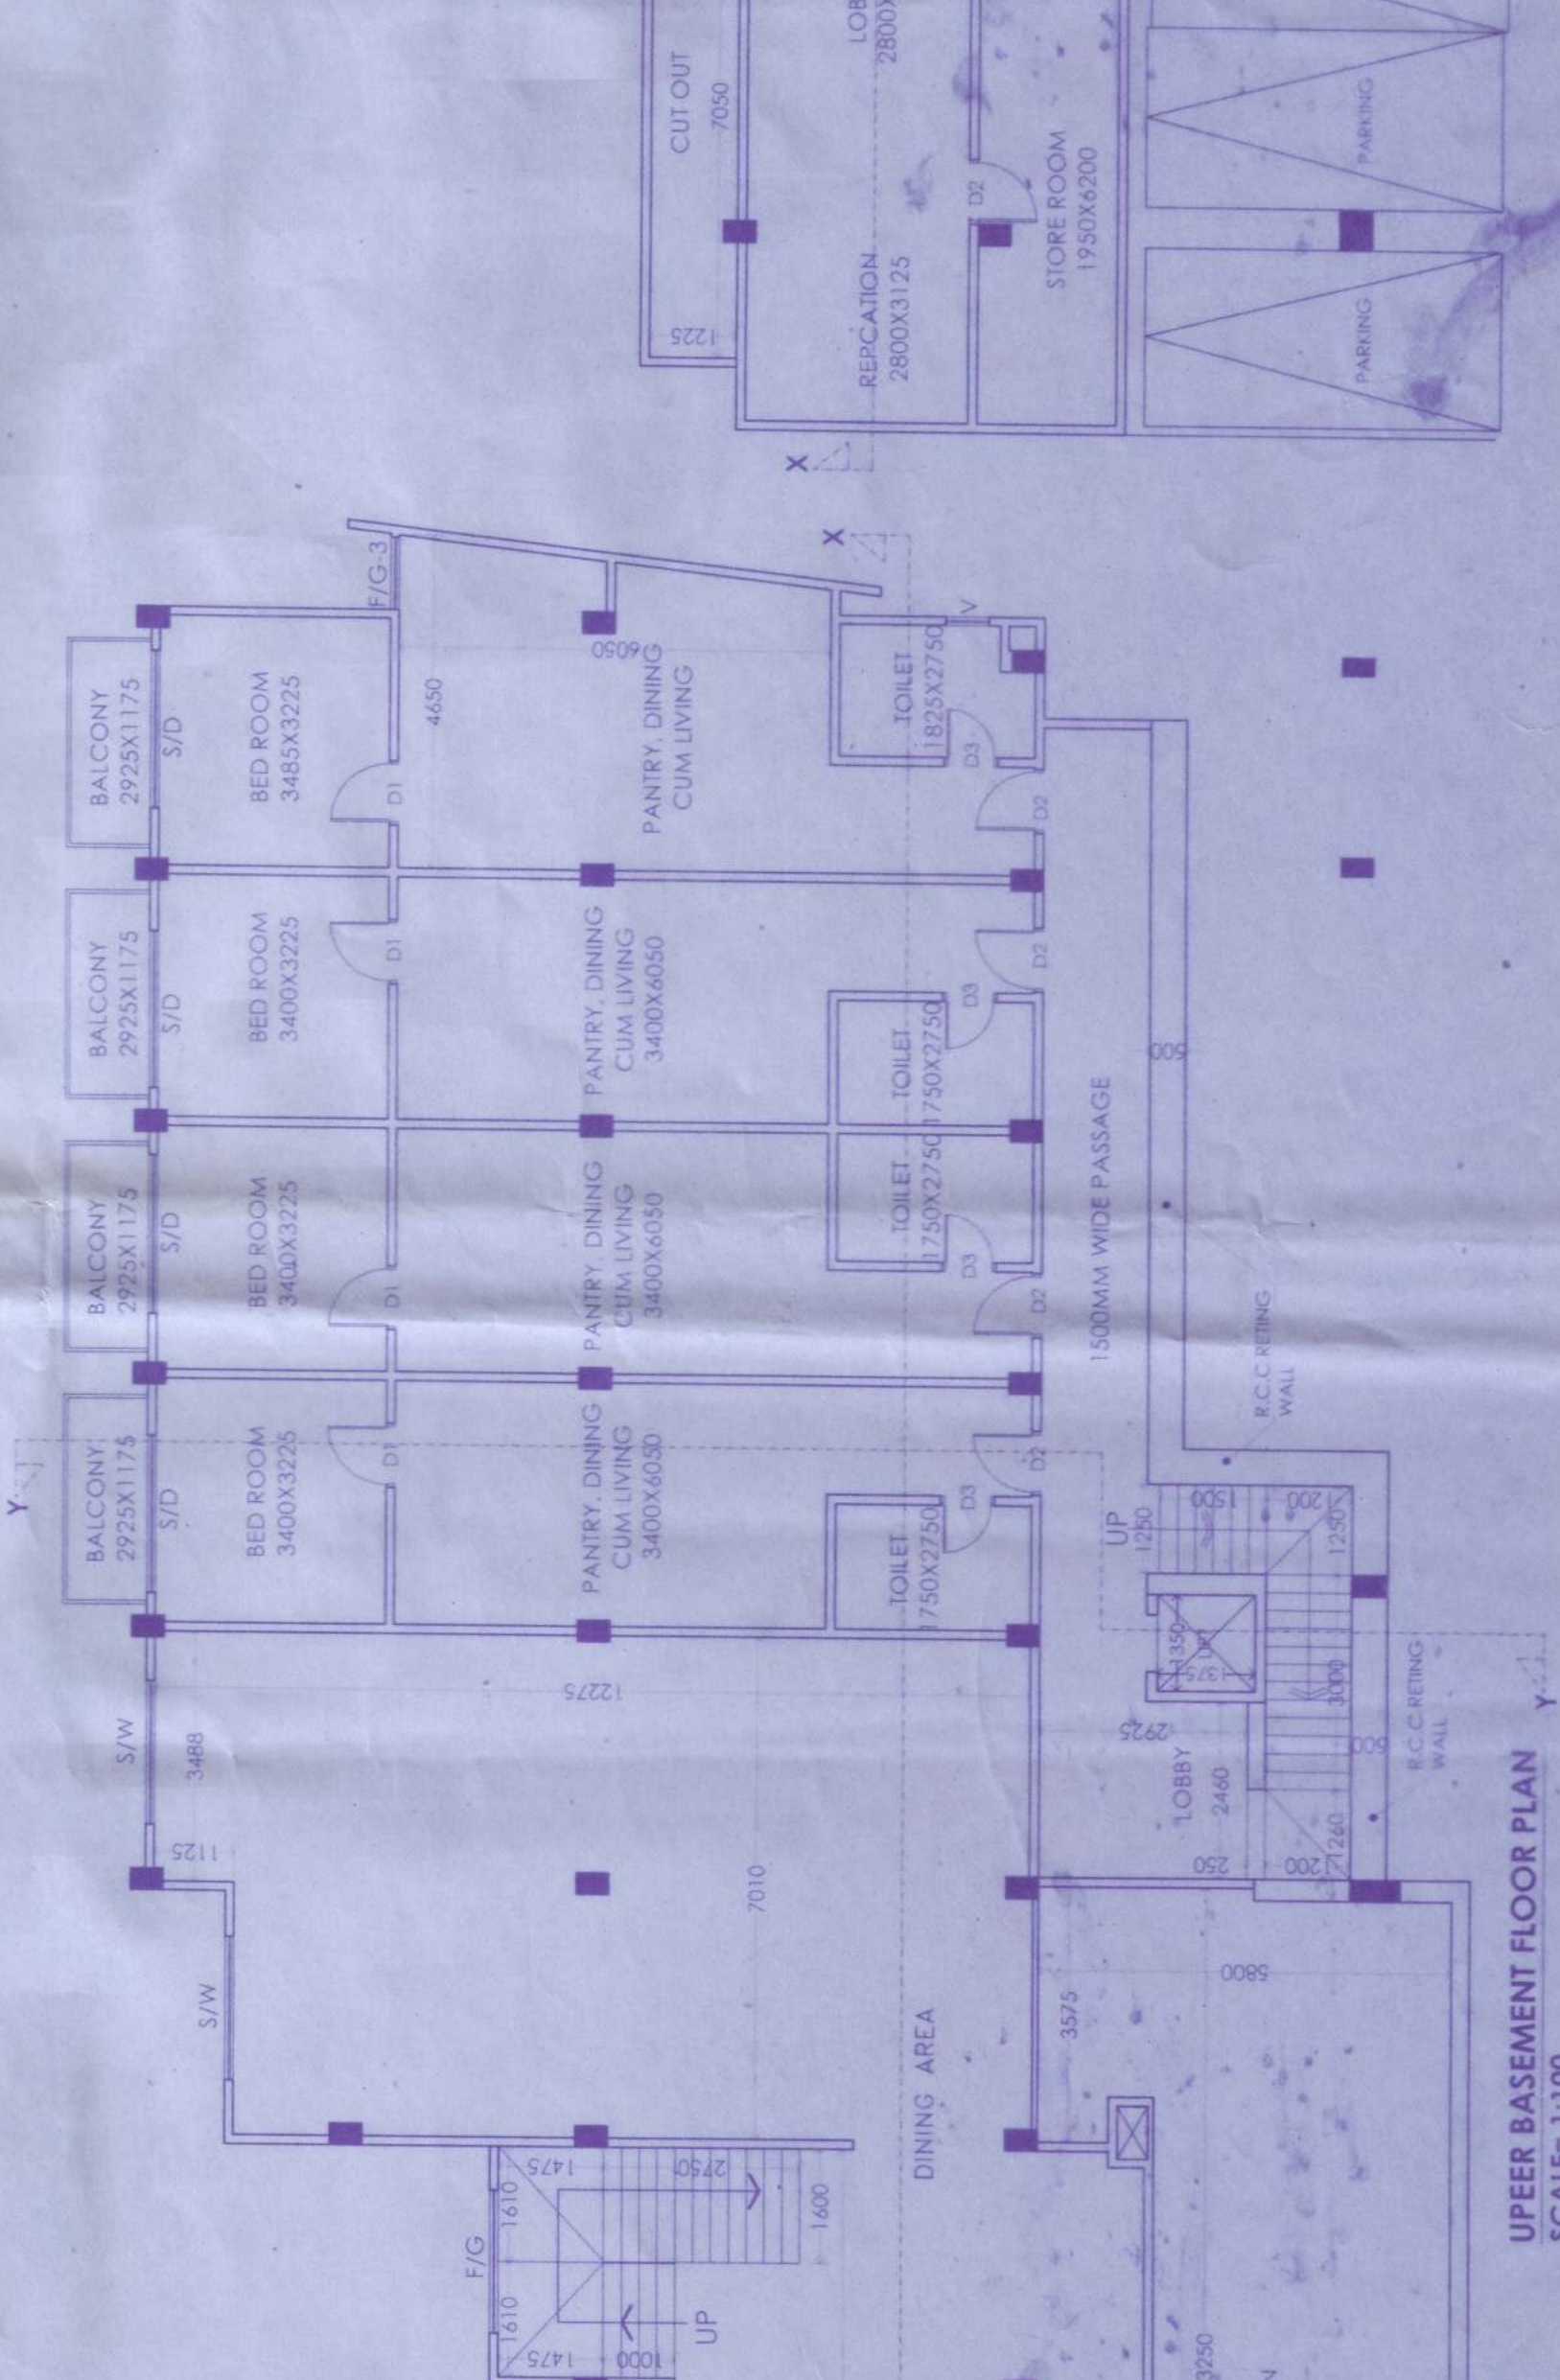 CUT OUT
7050
1225
REPCATION
2800X3125
D2
STORE ROOM
1950X6200
PARKING
PARKING
X
X
BALCONY
2925X1175
S/D
BED ROOM
3485X3225
F/G-3
D1
4650
6050
PANTRY, DINING
CUM LIVING
TOILET
1825X2750
V
D3
D2
BALCONY
2925X1175
S/D
BED ROOM
3400X3225
D1
PANTRY, DINING
CUM LIVING
3400X6050
TOILET
1750X2750
D3
D2
BALCONY
2925X1175
S/D
BED ROOM
3400X3225
D1
PANTRY, DINING
CUM LIVING
3400X6050
TOILET
1750X2750
D3
D2
BALCONY
2925X1175
S/D
BED ROOM
3400X3225
D1
PANTRY, DINING
CUM LIVING
3400X6050
TOILET
1750X2750
D3
D2
1500MM WIDE PASSAGE
R.C.C RETING
WALL
Y
Y
UP
1250
1500
200
1250
1350
3000
2925
LOBBY
2460
250
200
1260
R.C.C RETING
WALL
S/W
3488
1125
12275
S/W
7010
DINING AREA
3575
5800
F/G
1610
1610
1475
1475
2750
1600
1000
UP
3250
UPEER BASEMENT FLOOR PLAN